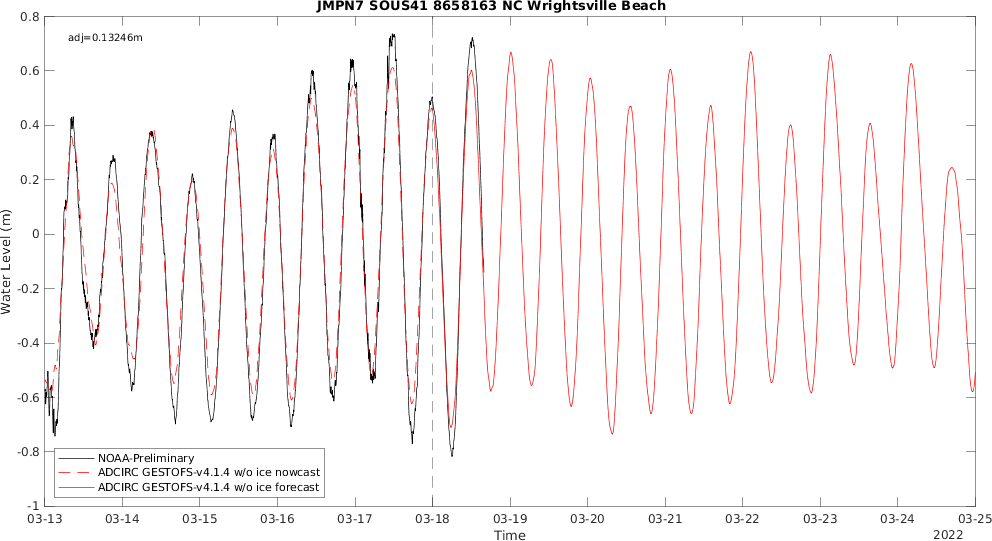 JMPN7 SOUS41 8658163 NC Wrightsville Beach
adj=0.13246m
0.8
0.6
0.4
0.2
0
-0.2
-0.4
-0.6
-0.8
-1
Water Level (m)
NOAA-Preliminary
ADCIRC GESTOFS-v4.1.4 w/o ice nowcast
ADCIRC GESTOFS-v4.1.4 w/o ice forecast
03-13 03-14 03-15 03-16 03-17 03-18 03-19 03-20 03-21 03-22 03-23 03-24 03-25
Time
2022